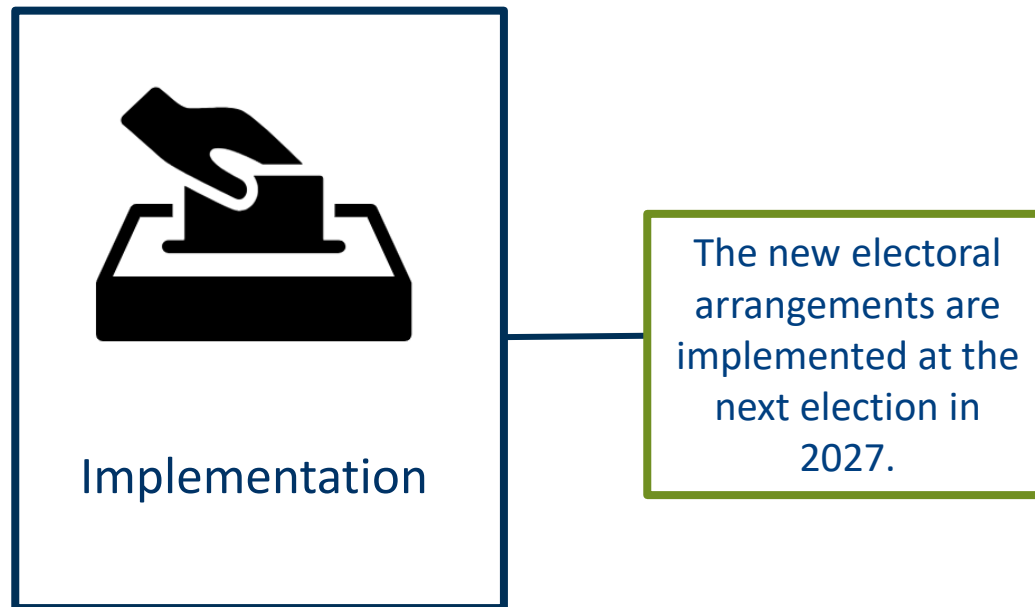 Implementation
The new electoral
arrangements are
implemented at the
next election in
2027.